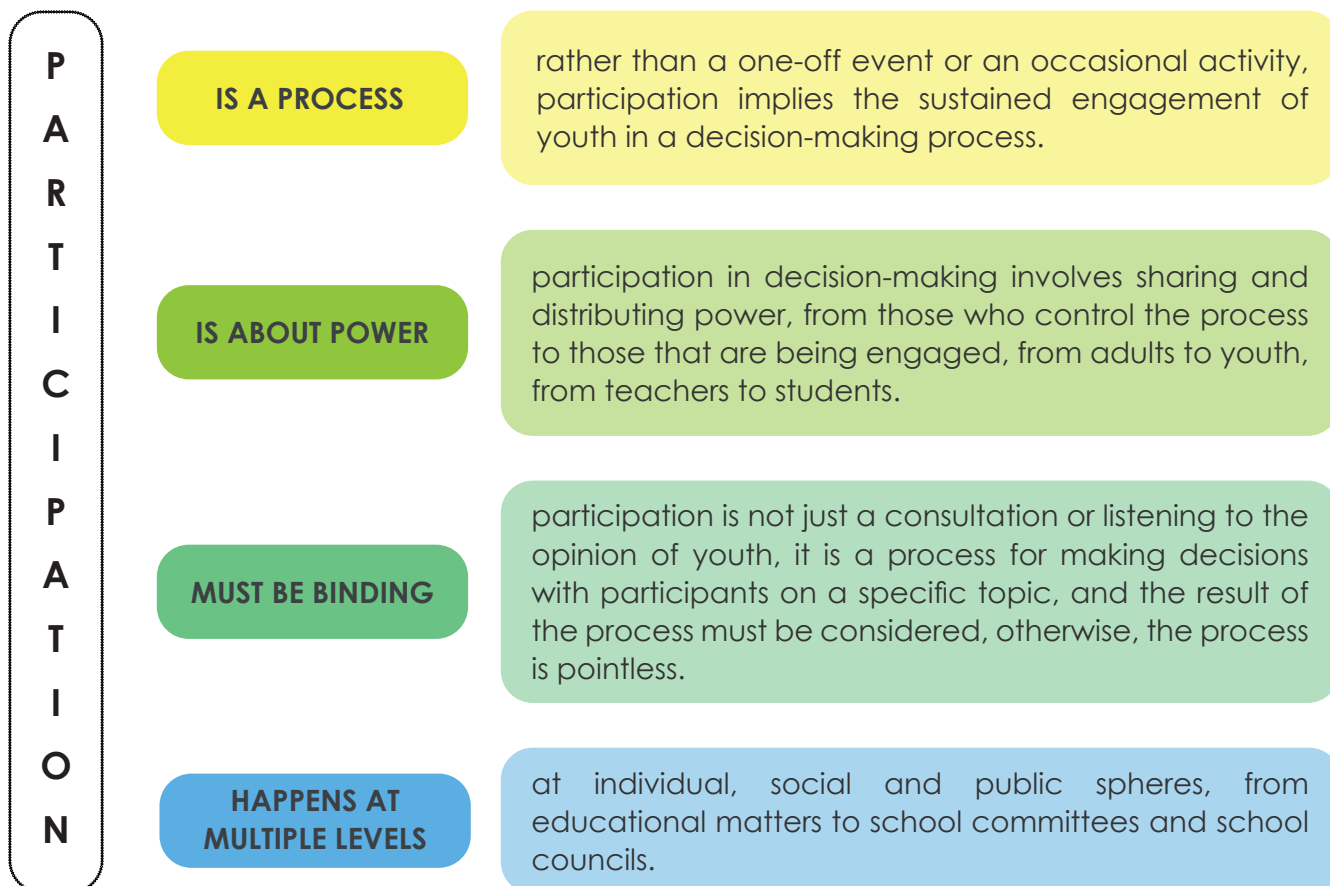 P
A
R
T
I
C
I
P
A
T
I
O
N
IS A PROCESS
rather than a one-off event or an occasional activity,
participation implies the sustained engagement of
youth in a decision-making process.
IS ABOUT POWER
participation in decision-making involves sharing and
distributing power, from those who control the process
to those that are being engaged, from adults to youth,
from teachers to students.
MUST BE BINDING
participation is not just a consultation or listening to the
opinion of youth, it is a process for making decisions
with participants on a specific topic, and the result of
the process must be considered, otherwise, the process
is pointless.
HAPPENS AT
MULTIPLE LEVELS
at individual, social and public spheres, from
educational matters to school committees and school
councils.